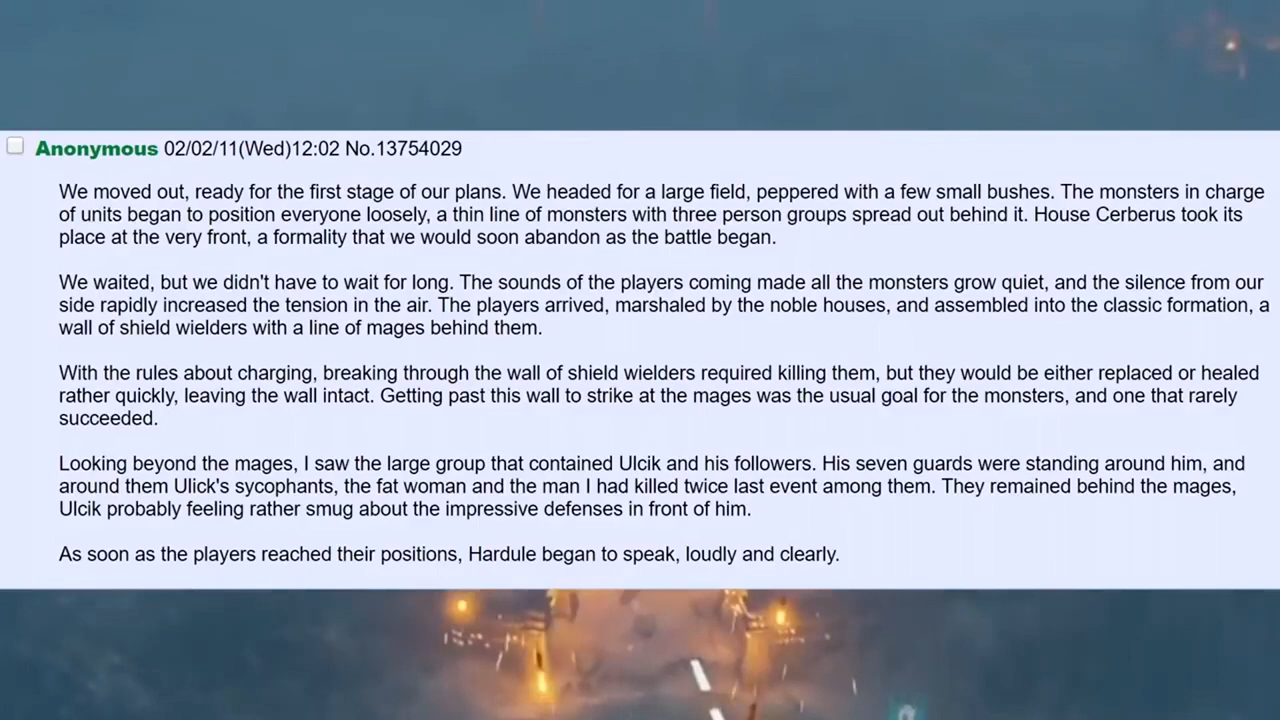 Anonymous 02/02/11(Wed)12:02 No.13754029
We moved out, ready for the first stage of our plans. We headed for a large field, peppered with a few small bushes. The monsters in charge
of units began to position everyone loosely, a thin line of monsters with three person groups spread out behind it. House Cerberus took its
place at the very front, a formality that we would soon abandon as the battle began.
We waited, but we didn't have to wait for long. The sounds of the players coming made all the monsters grow quiet, and the silence from our
side rapidly increased the tension in the air. The players arrived, marshaled by the noble houses, and assembled into the classic formation, a
wall of shield wielders with a line of mages behind them.
With the rules about charging, breaking through the wall of shield wielders required killing them, but they would be either replaced or healed
rather quickly, leaving the wall intact. Getting past this wall to strike at the mages was the usual goal for the monsters, and one that rarely
succeeded.
Looking beyond the mages, I saw the large group that contained Ulcik and his followers. His seven guards were standing around him, and
around them Ulick's sycophants, the fat woman and the man I had killed twice last event among them. They remained behind the mages,
Ulcik probably feeling rather smug about the impressive defenses in front of him.
As soon as the players reached their positions, Hardule began to speak, loudly and clearly.